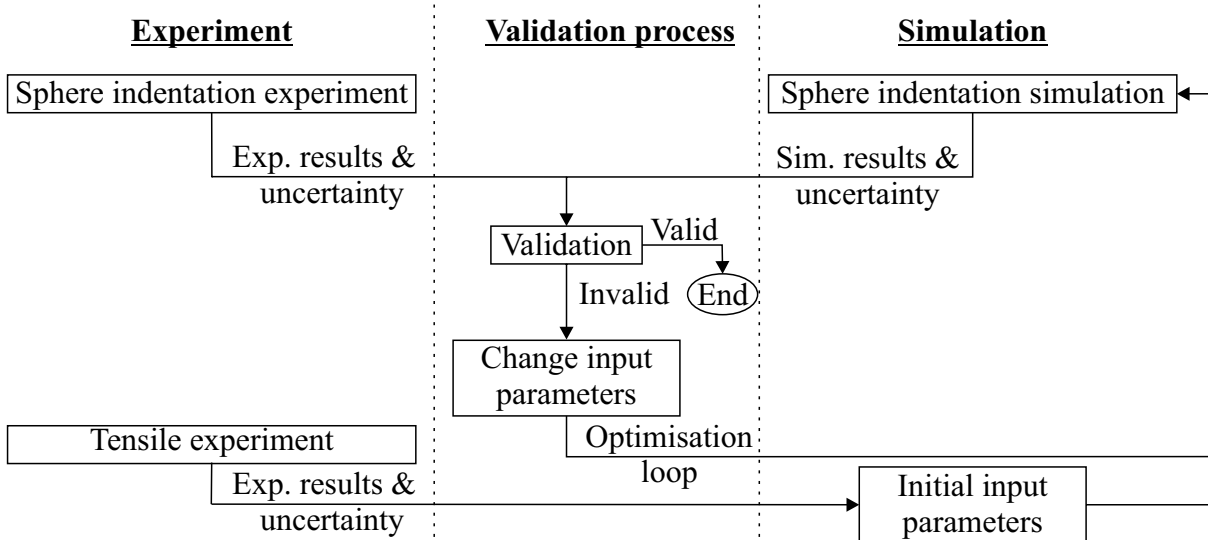 Experiment
Validation process
Simulation
Sphere indentation experiment
Sphere indentation simulation
Exp. results &
uncertainty
Sim. results &
uncertainty
Validation
Valid
End
Invalid
Change input
parameters
Tensile experiment
Optimisation
loop
Exp. results &
uncertainty
Initial input
parameters